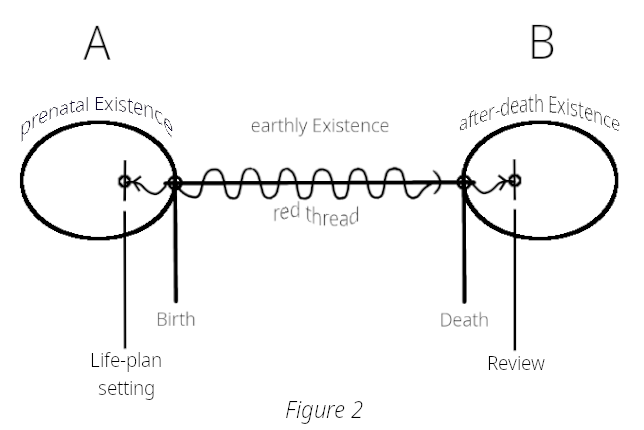 A
B
prenatal Existence
after-death Existence
earthly Existence
red thread
Birth
Death
Life-plan
setting
Review
Figure 2